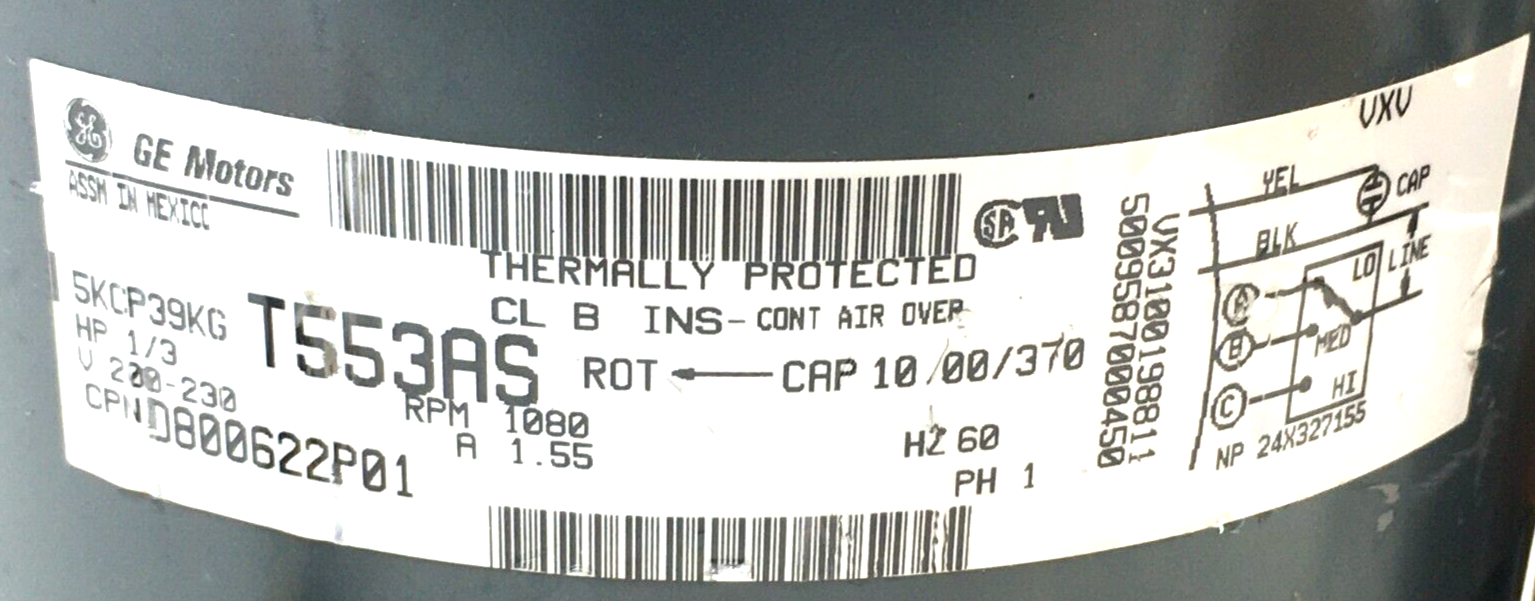 GE Motors
ASSM IN MEXICO
THERMALLY PROTECTED
CL B INS- CONT AIR OVER
5KCP39KG T553AS
HP 1/3
V 200-230
CPN D800622P01
ROT CAP 10.00/370
RPM 1080
A 1.55
HZ 60
PH 1
5009587000450
VX3100198811
VXV
YEL
CAP
BLK
LINE
LO
A
B
MED
C
HI
NP 24X327155